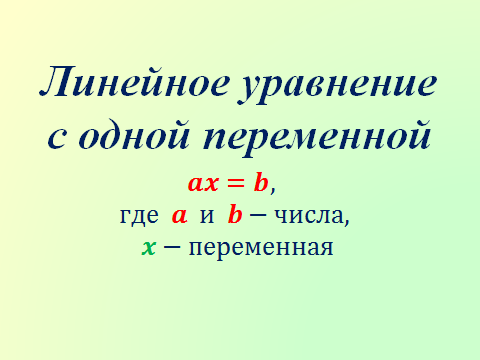 Линейное уравнение
с одной переменной
ax = b,
где a и b − числа,
x − переменная